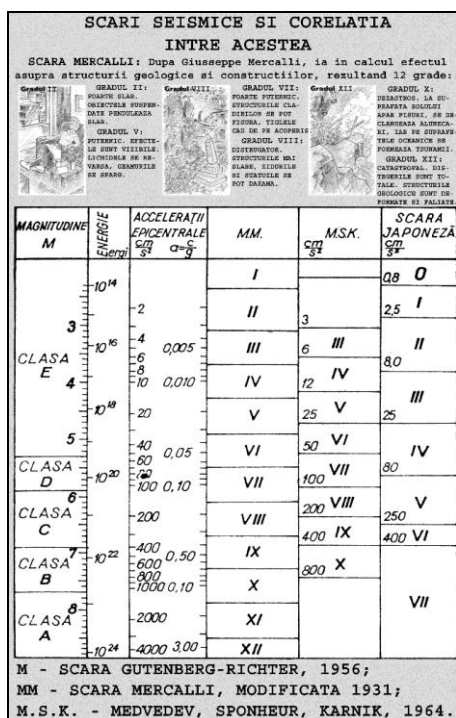 SCARI SEISMICE SI CORELATIA
INTRE ACESTEA
SCARA MERCALLI: Dupa Giusseppe Mercalli, ia in calcul efectul
asupra structurii geologice si constructiilor, rezultand 12 grade:
Gradul II
GRADUL II:
FOARTE SLAB.
OBIECTELE SUSPEN-
DATE PENDULEAZA
SLAB.
GRADUL V:
PUTERNIC. EFECTE-
LE SUNT VIZIBILE.
LICHIDELE SE RE-
VARSA, GEAMURILE
SE SPARG.
Gradul VIII
GRADUL VII:
FOARTE PUTERNIC.
STRUCTURILE CLA-
DIRILOR SE POT
FISURA, TIGLELE
CAD DE PE ACOPERIS
GRADUL VIII:
DISTRUGATOR.
STRUCTURILE MAI
SLABE, ZIDURILE
SI STATUILE SE
POT DARAMA.
Gradul XII
GRADUL X:
DEZASTROS. LA SU-
PRAFATA SOLULUI
APAR FISURI, SE DE-
CLANSEAZA ALUNECA-
RI, IAR PE SUPRAFE-
TELE OCEANICE SE
FORMEAZA TSUNAMII.
GRADUL XII:
CATASTROFAL. DIS-
TRUGERILE SUNT TO-
TALE. STRUCTURILE
GEOLOGICE SUNT DE-
FORMATE SI FALIATE.
MAGNITUDINE
M
3
CLASA
E
4
5
CLASA
D
6
CLASA
C
7
CLASA
B
8
CLASA
A
ENERGIE
E(ergi)
10¹⁴
10¹⁶
10¹⁸
10²⁰
10²²
10²⁴
ACCELERAȚII
EPICENTRALE
cm/s² a=c/g
2
4
0,005
6
8
10 0,010
20
40
0,05
60
100 0,10
200
400
0,50
600
800
1000 0,10
2000
4000 3,00
M.M.
I
II
III
IV
V
VI
VII
VIII
IX
X
XI
XII
M.S.K.
cm/s²
3
III
6
IV
12
V
25
VI
50
VII
100
VIII
200
IX
400
X
800
SCARA
JAPONEZĂ
cm/s²
0,8 O
I
2,5
II
8,0
III
25
IV
80
V
250
400 VI
VII
M - SCARA GUTENBERG-RICHTER, 1956;
MM - SCARA MERCALLI, MODIFICATA 1931;
M.S.K. - MEDVEDEV, SPONHEUR, KARNIK, 1964.